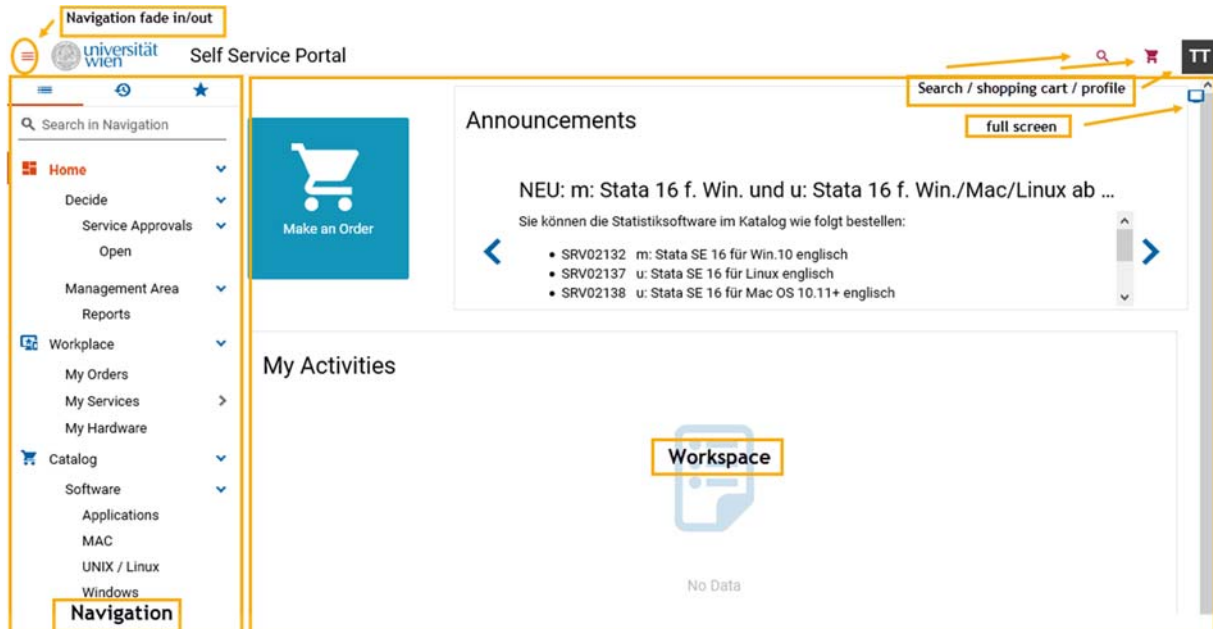 Navigation fade in/out
universität
wien
Self Service Portal
TT
Search / shopping cart / profile
full screen
Search in Navigation
Home
Decide
Service Approvals
Open
Management Area
Reports
Workplace
My Orders
My Services
My Hardware
Catalog
Software
Applications
MAC
UNIX / Linux
Windows
Navigation
Make an Order
Announcements
NEU: m: Stata 16 f. Win. und u: Stata 16 f. Win./Mac/Linux ab ...
Sie können die Statistiksoftware im Katalog wie folgt bestellen:
• SRV02132 m: Stata SE 16 für Win.10 englisch
• SRV02137 u: Stata SE 16 für Linux englisch
• SRV02138 u: Stata SE 16 für Mac OS 10.11+ englisch
My Activities
Workspace
No Data